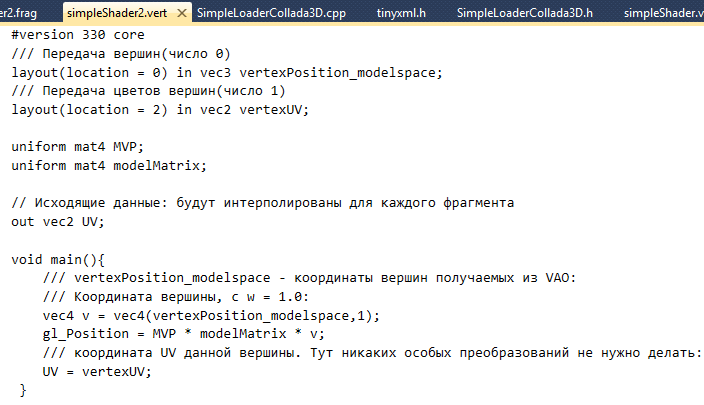 er2.frag simpleShader2.vert SimpleLoaderCollada3D.cpp tinyxml.h SimpleLoaderCollada3D.h simpleShader.v
#version 330 core
/// Передача вершин(число 0)
layout(location = 0) in vec3 vertexPosition_modelspace;
/// Передача цветов вершин(число 1)
layout(location = 2) in vec2 vertexUV;
uniform mat4 MVP;
uniform mat4 modelMatrix;
// Исходящие данные: будут интерполированы для каждого фрагмента
out vec2 UV;
void main(){
/// vertexPosition_modelspace - координаты вершин получаемых из VAO:
/// Координата вершины, с w = 1.0:
vec4 v = vec4(vertexPosition_modelspace,1);
gl_Position = MVP * modelMatrix * v;
/// координата UV данной вершины. Тут никаких особых преобразований не нужно делать:
UV = vertexUV;
}